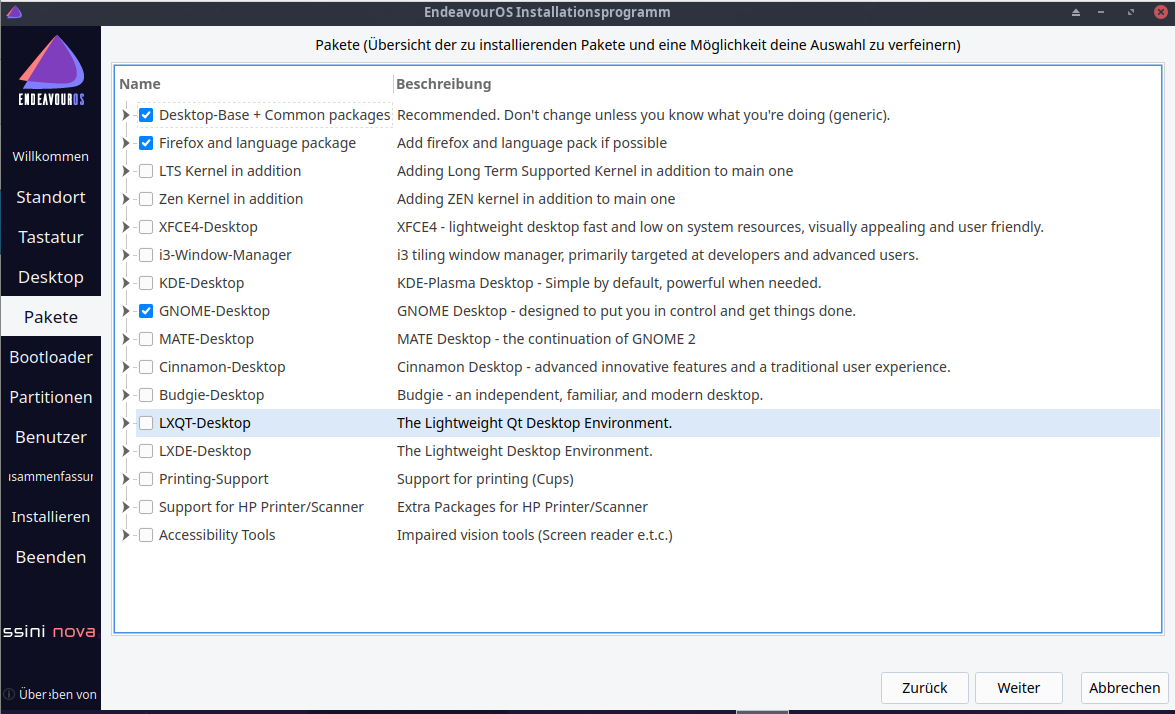 EndeavourOS Installationsprogramm
Pakete (Übersicht der zu installierenden Pakete und eine Möglichkeit deine Auswahl zu verfeinern)
ENDEAVOUROS
Willkommen
Standort
Tastatur
Desktop
Pakete
Bootloader
Partitionen
Benutzer
usammenfassun
Installieren
Beenden
ssini nova
Über
ben von
Name Beschreibung
Desktop-Base + Common packages Recommended. Don't change unless you know what you're doing (generic).
Firefox and language package Add firefox and language pack if possible
LTS Kernel in addition Adding Long Term Supported Kernel in addition to main one
Zen Kernel in addition Adding ZEN kernel in addition to main one
XFCE4-Desktop XFCE4 - lightweight desktop fast and low on system resources, visually appealing and user friendly.
i3-Window-Manager i3 tiling window manager, primarily targeted at developers and advanced users.
KDE-Desktop KDE-Plasma Desktop - Simple by default, powerful when needed.
GNOME-Desktop GNOME Desktop - designed to put you in control and get things done.
MATE-Desktop MATE Desktop - the continuation of GNOME 2
Cinnamon-Desktop Cinnamon Desktop - advanced innovative features and a traditional user experience.
Budgie-Desktop Budgie - an independent, familiar, and modern desktop.
LXQT-Desktop The Lightweight Qt Desktop Environment.
LXDE-Desktop The Lightweight Desktop Environment.
Printing-Support Support for printing (Cups)
Support for HP Printer/Scanner Extra Packages for HP Printer/Scanner
Accessibility Tools Impaired vision tools (Screen reader e.t.c.)
Zurück Weiter Abbrechen